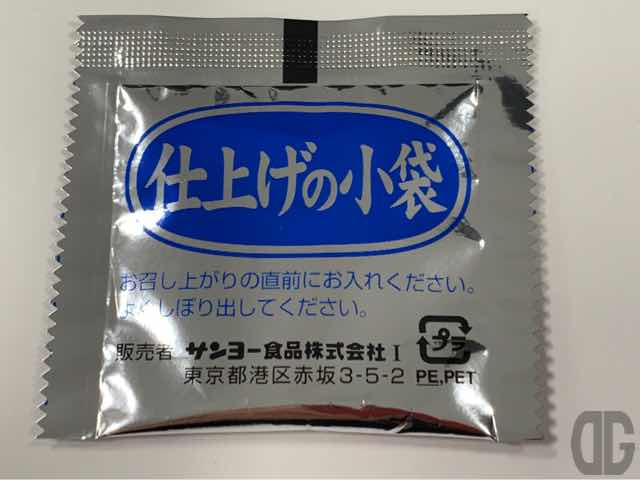 仕上げの小袋
お召し上がりの直前にお入れください。
よくしぼり出してください。
販売者 サンヨー食品株式会社 I
東京都港区赤坂3-5-2
プラ
PE,PET
DG